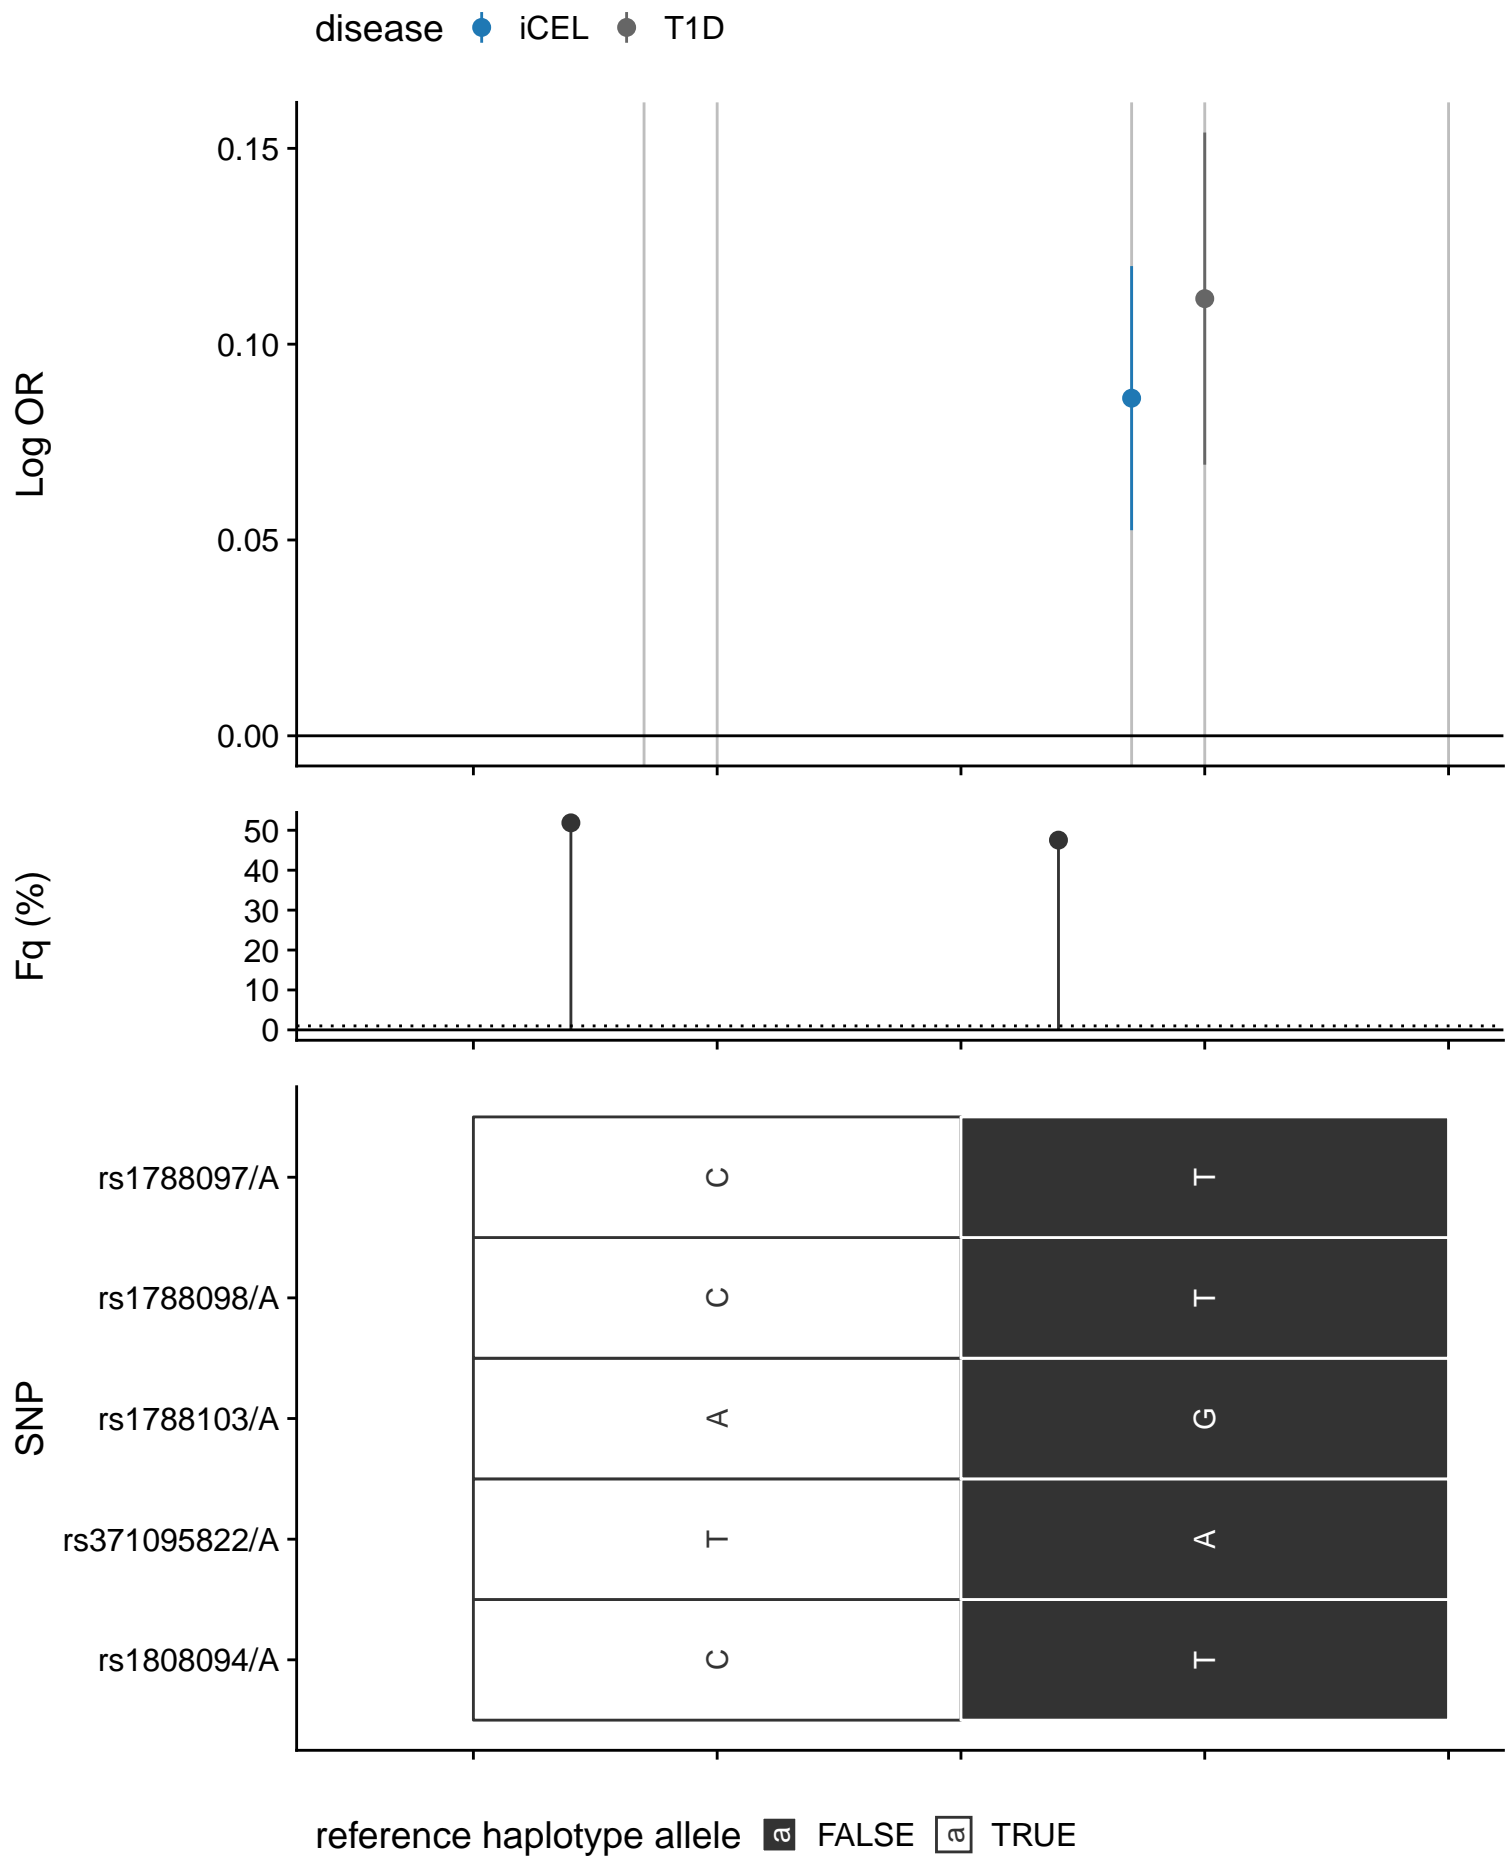 disease iCEL T1D
0.15
0.10
0.05
0.00
Log OR
50
40
30
20
10
0
Fq (%)
rs1788097/A C T
rs1788098/A C T
rs1788103/A A G
rs371095822/A T A
rs1808094/A C T
SNP
reference haplotype allele a FALSE a TRUE